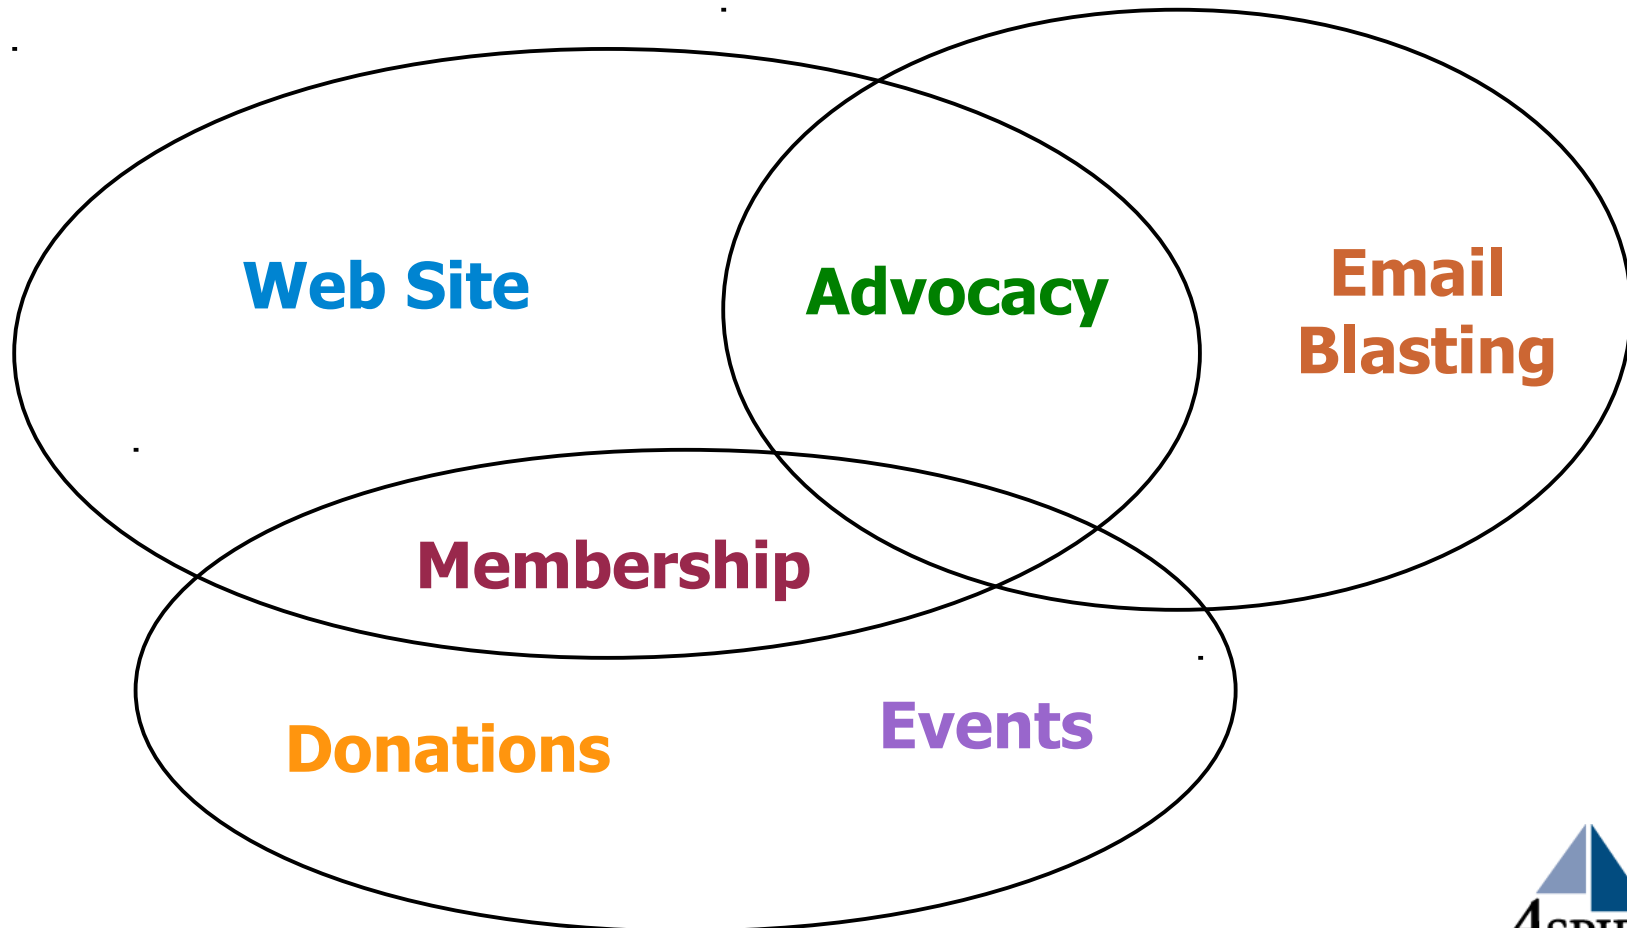 Web Site
Advocacy
Email
Blasting
Membership
Donations
Events